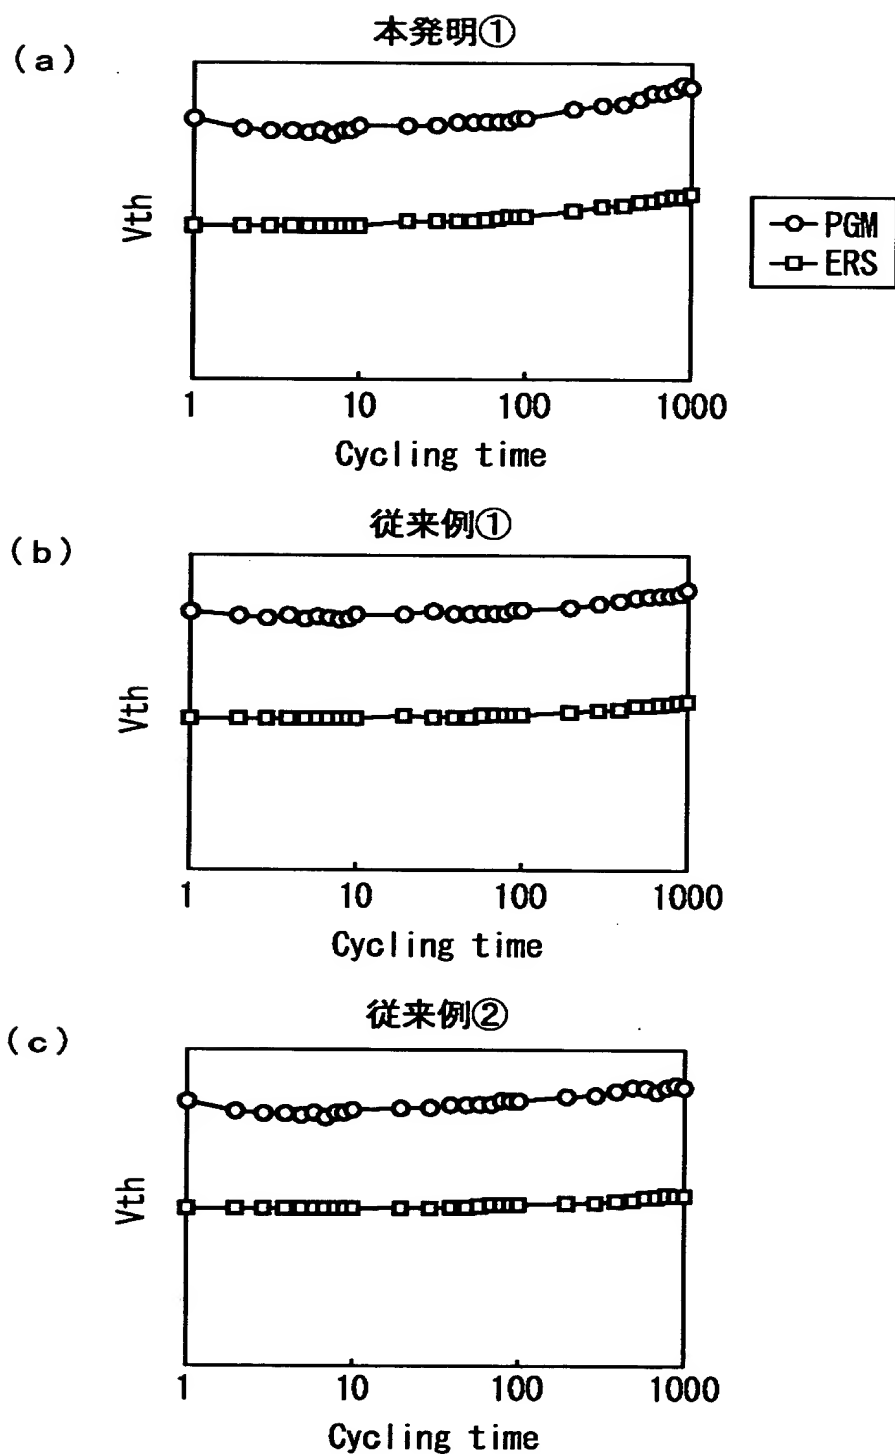 (a)
本発明①
Vth
1 10 100 1000
Cycling time
PGM
ERS
(b)
従来例①
Vth
1 10 100 1000
Cycling time
(c)
従来例②
Vth
1 10 100 1000
Cycling time